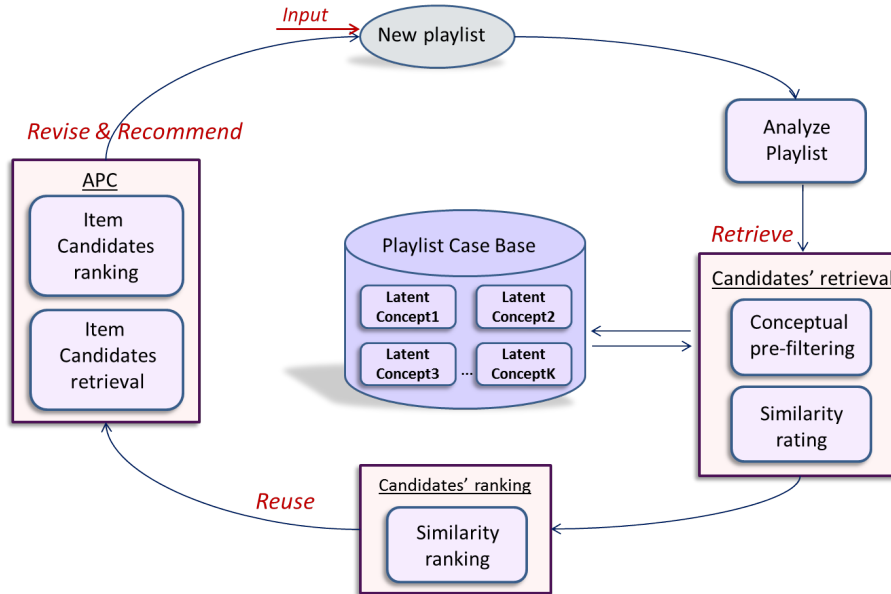 Input
New playlist
Analyze
Playlist
Retrieve
Candidates’ retrieval
Conceptual
pre-filtering
Similarity
rating
Playlist Case Base
Latent
Concept1
Latent
Concept2
Latent
Concept3
...
Latent
ConceptK
Candidates’ ranking
Similarity
ranking
Reuse
Revise & Recommend
APC
Item
Candidates
ranking
Item
Candidates
retrieval